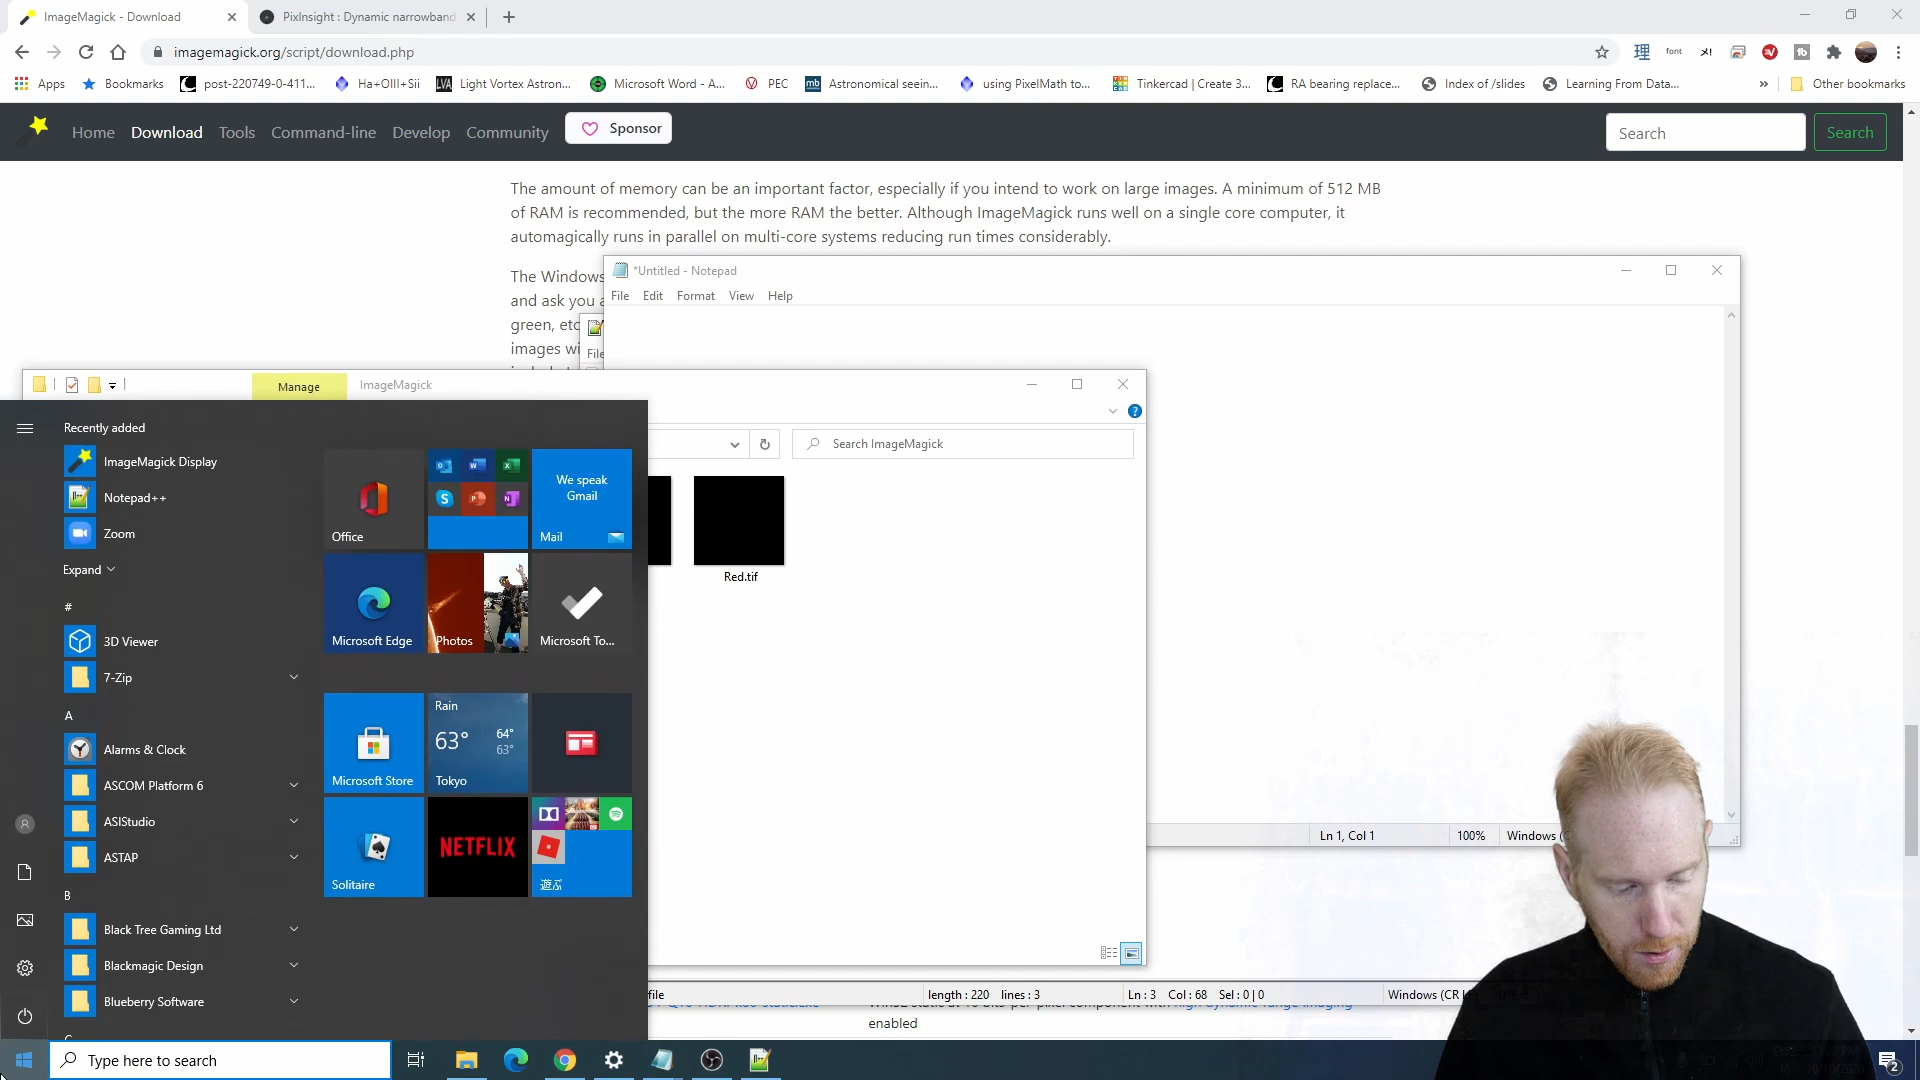 ImageMagick - Download
PixInsight : Dynamic narrowband
imagemagick.org/script/download.php
Apps
Bookmarks
post-220749-0-411...
Ha+OIII+Sii
Light Vortex Astron...
Microsoft Word - A...
PEC
Astronomical seein...
using PixelMath to...
Tinkercad | Create 3...
RA bearing replace...
Index of /slides
Learning From Data...
»
Other bookmarks
Home
Download
Tools
Command-line
Develop
Community
Sponsor
Search
Search
The amount of memory can be an important factor, especially if you intend to work on large images. A minimum of 512 MB
of RAM is recommended, but the more RAM the better. Although ImageMagick runs well on a single core computer, it
automagically runs in parallel on multi-core systems reducing run times considerably.
The Windows
and ask you
green, etc
images wi
*Untitled - Notepad
File Edit Format View Help
File
Manage
ImageMagick
Search ImageMagick
Red.tif
Recently added
ImageMagick Display
Notepad++
Zoom
Expand
#
3D Viewer
7-Zip
A
Alarms & Clock
ASCOM Platform 6
ASIStudio
ASTAP
B
Black Tree Gaming Ltd
Blackmagic Design
Blueberry Software
Office
We speak
Gmail
Mail
Microsoft Edge
Photos
Microsoft To...
Microsoft Store
Rain
63°
64°
63°
Tokyo
Solitaire
NETFLIX
遊ぶ
Ln 1, Col 1
100%
Windows (
file
length : 220 lines : 3
Ln : 3 Col : 68 Sel : 0 | 0
Windows (CR L
enabled
Type here to search
2